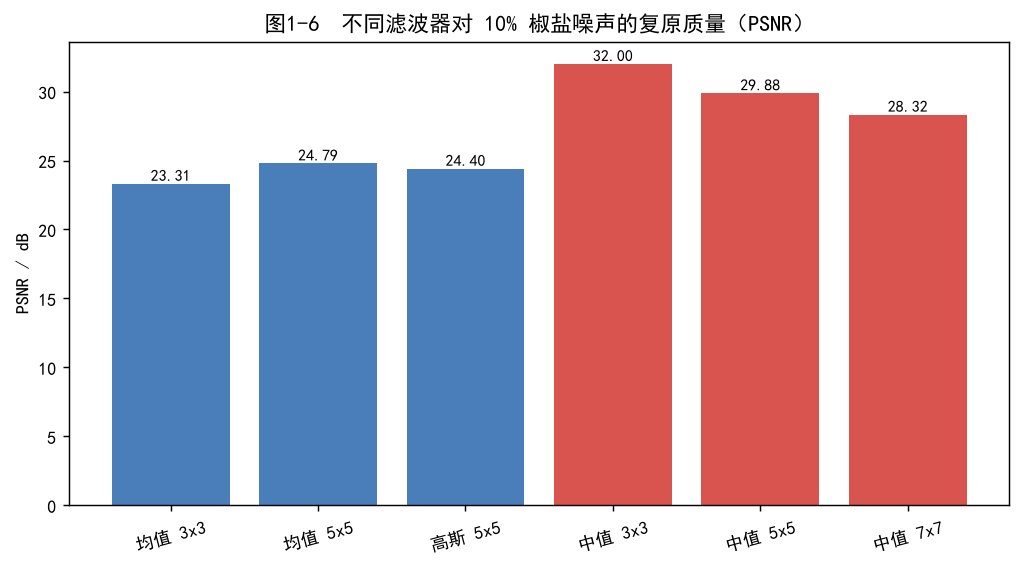 图1-6  不同滤波器对 10% 椒盐噪声的复原质量（PSNR）
32.00
29.88
28.32
24.79
24.40
23.31
PSNR / dB
30
25
20
15
10
5
0
均值 3x3
均值 5x5
高斯 5x5
中值 3x3
中值 5x5
中值 7x7